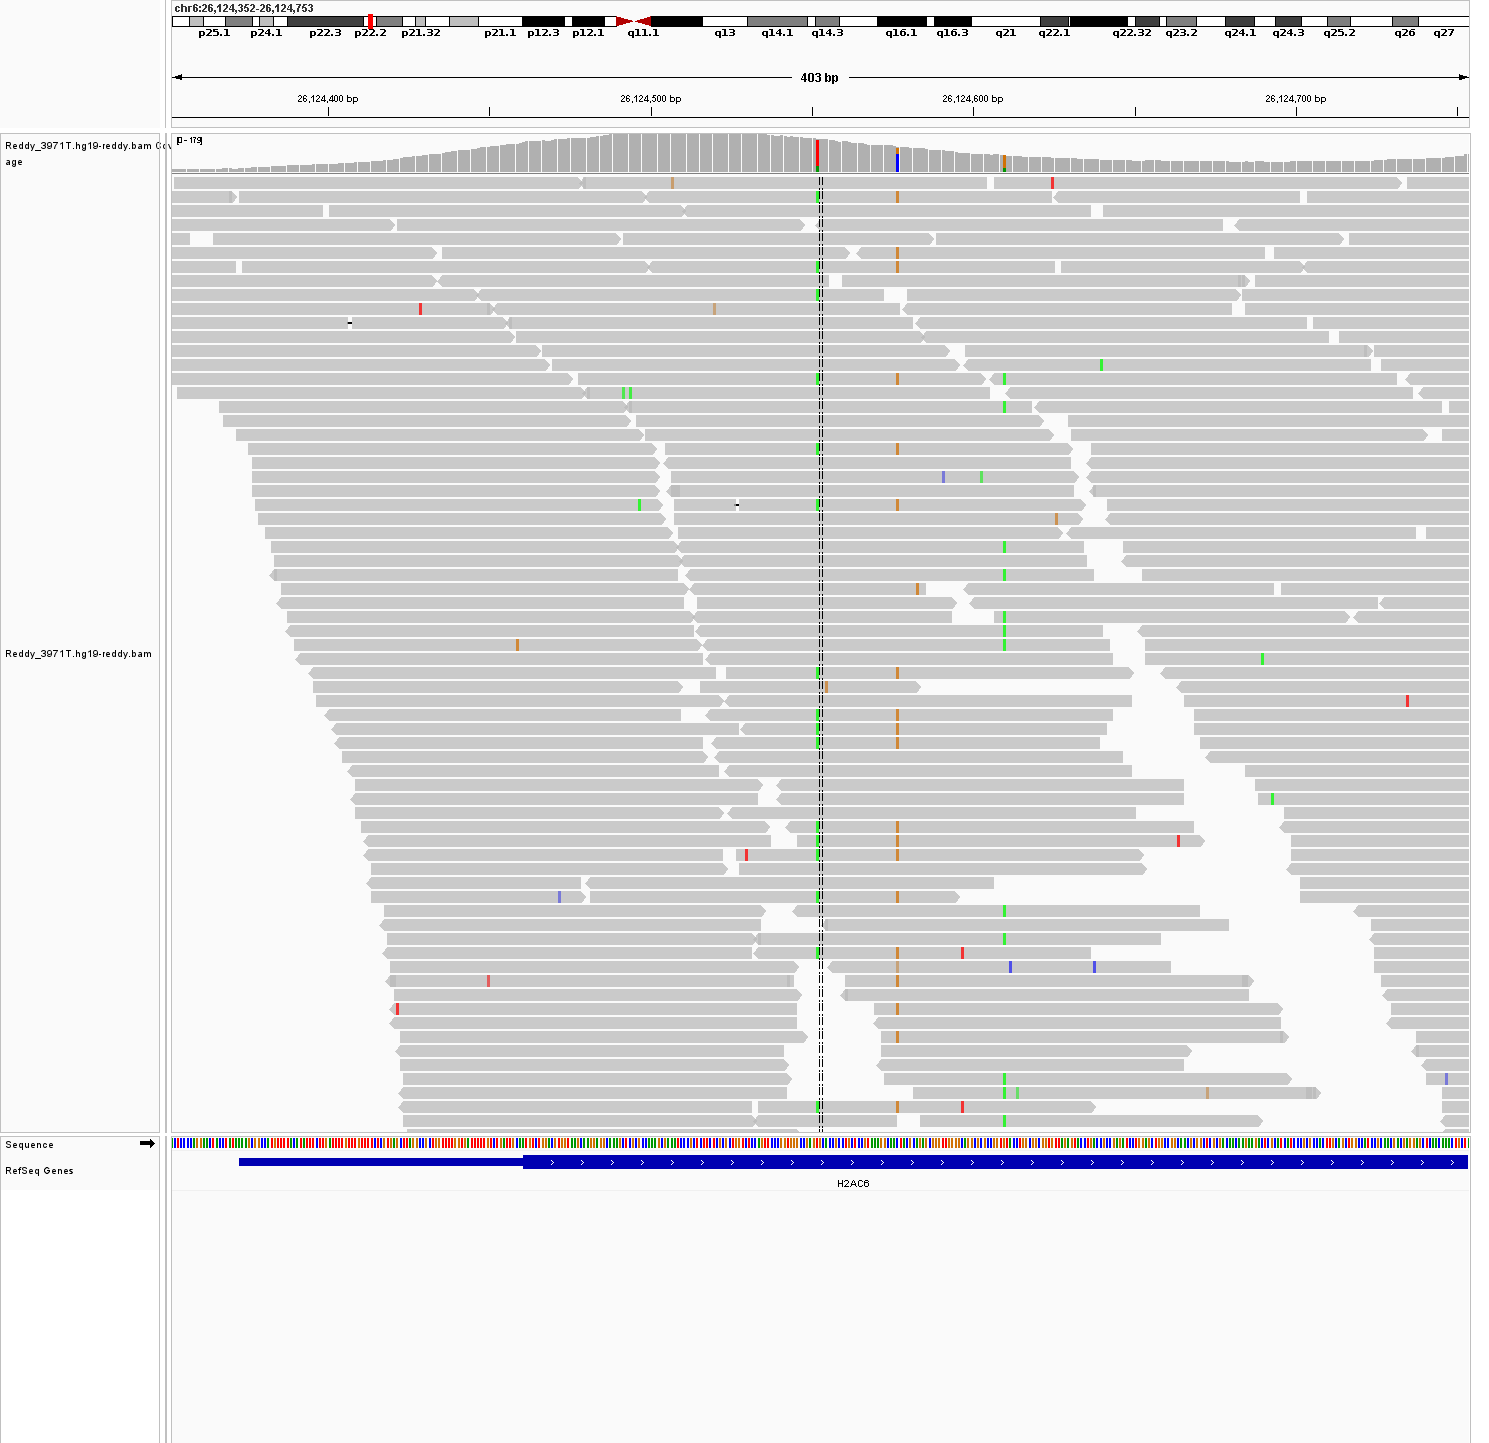 chr6:26,124,352-26,124,753
p25.1 p24.1 p22.3 p22.2 p21.32 p21.1 p12.3 p12.1 q11.1 q13 q14.1 q14.3 q16.1 q16.3 q21 q22.1 q22.32 q23.2 q24.1 q24.3 q25.2 q26 q27
403 bp
26,124,400 bp 26,124,500 bp 26,124,600 bp 26,124,700 bp
[0 - 179]
Reddy_3971T.hg19-reddy.bam Cov
age
Reddy_3971T.hg19-reddy.bam
Sequence
RefSeq Genes
H2AC6